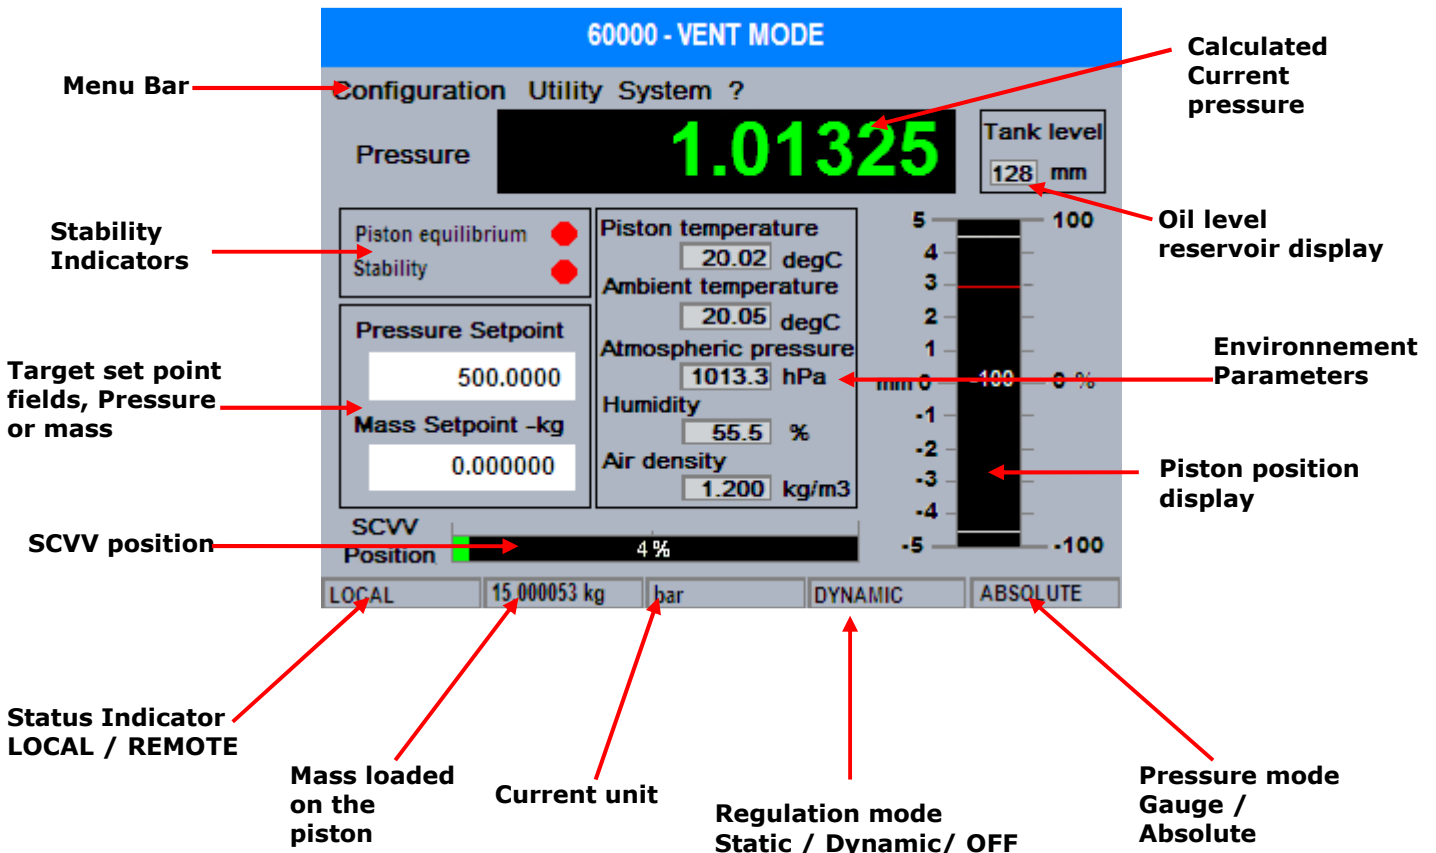 60000 - VENT MODE
Menu Bar
Configuration Utility System ?
Calculated
Current
pressure
Pressure
1.01325
Tank level
128 mm
Oil level
reservoir display
Stability
Indicators
Piston equilibrium
Stability
Piston temperature
20.02 degC
Ambient temperature
20.05 degC
Atmospheric pressure
1013.3 hPa
Humidity
55.5 %
Air density
1.200 kg/m3
Target set point
fields, Pressure
or mass
Pressure Setpoint
500.0000
Mass Setpoint -kg
0.000000
5
4
3
2
1
mm 0
-1
-2
-3
-4
-5
-100
100
0 %
-100
Environnement
Parameters
Piston position
display
SCVV position
SCVV
Position
4 %
LOCAL
15.000053 kg
bar
DYNAMIC
ABSOLUTE
Status Indicator
LOCAL / REMOTE
Mass loaded
on the
piston
Current unit
Regulation mode
Static / Dynamic/ OFF
Pressure mode
Gauge /
Absolute